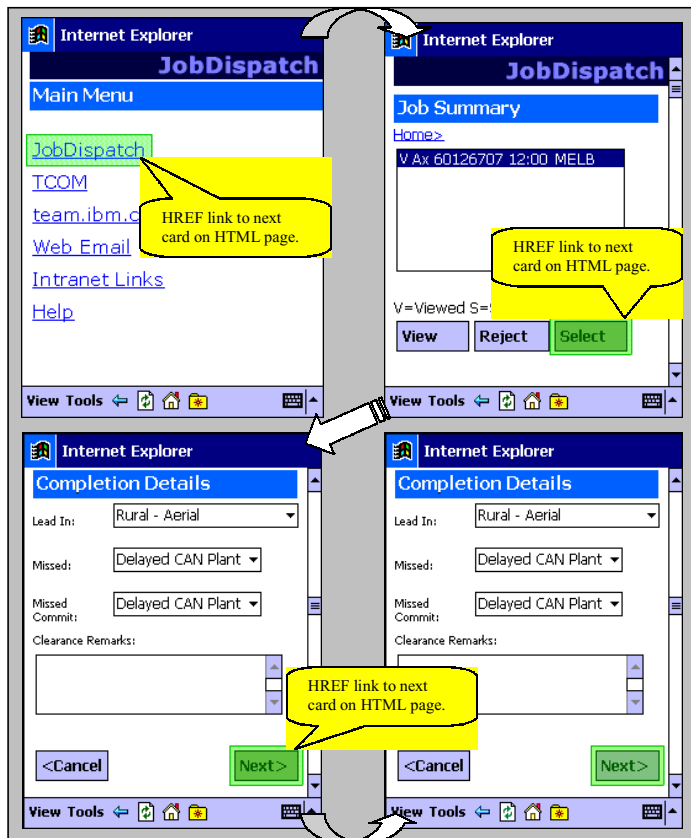 Internet Explorer
JobDispatch
Main Menu
JobDispatch
TCOM
team.ibm.c
Web Email
Intranet Links
Help
HREF link to next
card on HTML page.
View Tools
Internet Explorer
JobDispatch
Job Summary
Home>
V Ax 60126707 12:00 MELB
HREF link to next
card on HTML page.
V=Viewed S=
View Reject Select
View Tools
Internet Explorer
Completion Details
Lead In: Rural - Aerial
Missed: Delayed CAN Plant
Missed
Commit: Delayed CAN Plant
Clearance Remarks:
HREF link to next
card on HTML page.
<Cancel Next>
View Tools
Internet Explorer
Completion Details
Lead In: Rural - Aerial
Missed: Delayed CAN Plant
Missed
Commit: Delayed CAN Plant
Clearance Remarks:
<Cancel Next>
View Tools